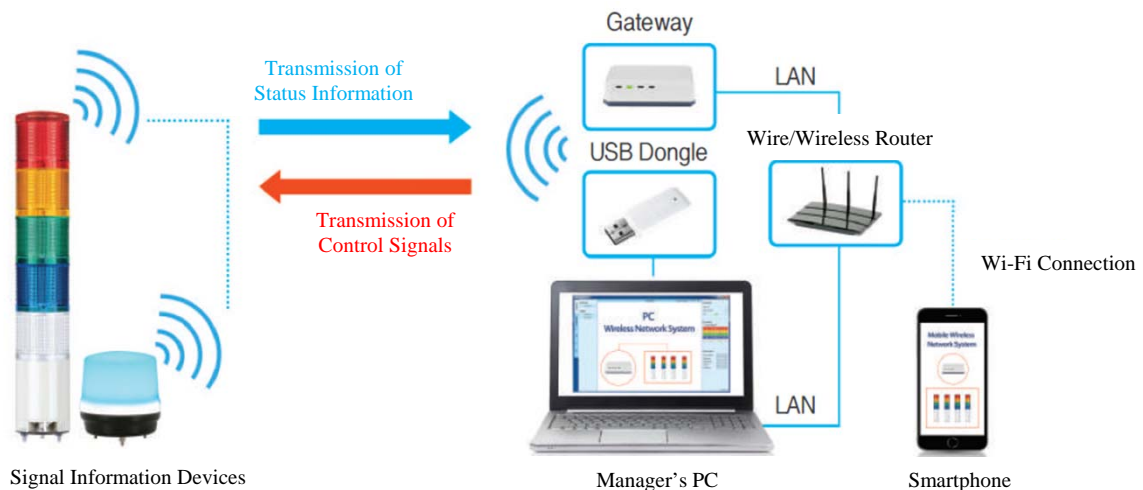 Gateway
Transmission of
Status Information
LAN
Wire/Wireless Router
USB Dongle
Transmission of
Control Signals
Wi-Fi Connection
PC
Wireless Network System
Mobile Wireless
Network System
LAN
Signal Information Devices
Manager's PC
Smartphone